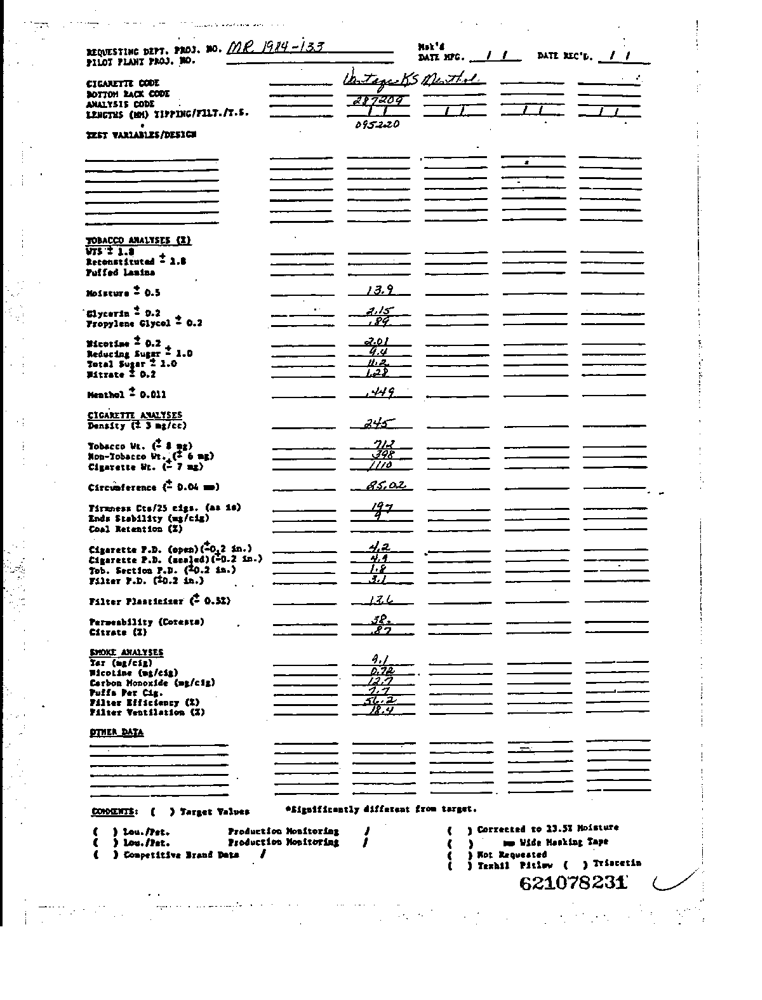 REQUESTING DEPT. PROJ. NO. MR 1984-133 Msk'd
PILOT PLANT PROJ. NO. DATE MFG. / / DATE REC'D. / /
CIGARETTE CODE Vantage KS Menthol
BOTTOM RACK CODE
ANALYSIS CODE 287209
LENGTHS (MM) TIPPING/FILT./T.S. / / / / / / / / / /
095220
TEST VARIABLES/DESIGN
TOBACCO ANALYSES (%)
WTS ± 1.8
Reconstituted ± 1.8
Puffed Lamina
Moisture ± 0.5 13.9
Glycerin ± 0.2 2.15
Propylene Glycol ± 0.2 .89
Nicotine ± 0.2 2.01
Reducing Sugar ± 1.0 9.4
Total Sugar ± 1.0 11.2
Nitrate ± 0.2 1.28
Menthol ± 0.011 .449
CIGARETTE ANALYSES
Density (± 3 mg/cc) 245
Tobacco Wt. (± 8 mg) 712
Non-Tobacco Wt. (± 6 mg) 398
Cigarette Wt. (± 7 mg) 1110
Circumference (± 0.04 mm) 25.02
Firmness Cts/25 cigs. (as is) 197
Ends Stability (mg/cig) 9
Coal Retention (%)
Cigarette P.D. (open)(±0.2 in.) 4.2
Cigarette P.D. (sealed)(±0.2 in.) 4.9
Tob. Section P.D. (±0.2 in.) 1.8
Filter P.D. (±0.2 in.) 3.1
Filter Plasticizer (± 0.5%) 12.6
Permeability (Coresta) 38.
Citrate (%) .87
SMOKE ANALYSES
Tar (mg/cig) 9.1
Nicotine (mg/cig) 0.72
Carbon Monoxide (mg/cig) 12.7
Puffs Per Cig. 7.7
Filter Efficiency (%) 56.2
Filter Ventilation (%) 18.4
OTHER DATA
COMMENTS: ( ) Target Values *Significantly different from target.
( ) Lou./Pet. Production Monitoring / ( ) Corrected to 13.5% Moisture
( ) Lou./Pet. Production Monitoring / ( ) mm Wide Masking Tape
( ) Competitive Brand Data / ( ) Not Requested
( ) Texhil Pitlow ( ) Triacetin
621078231